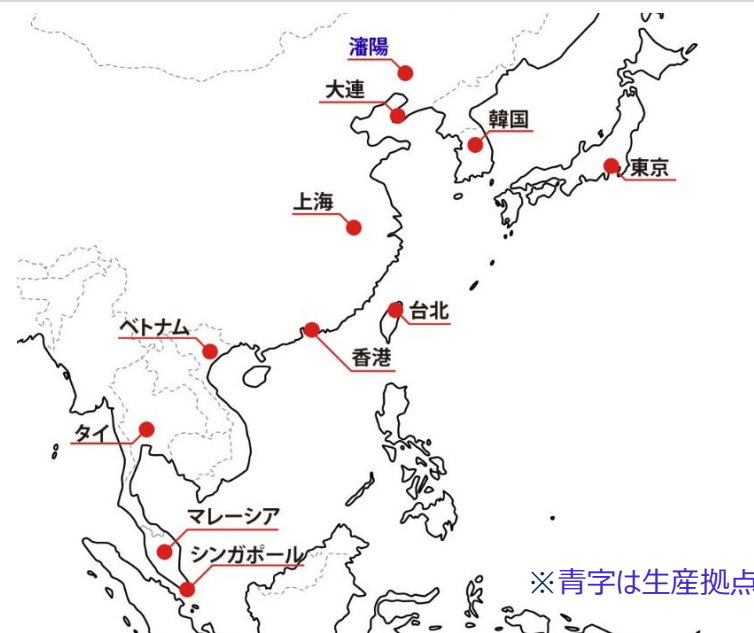 瀋陽
大連
韓国
東京
上海
台北
ベトナム
香港
タイ
マレーシア
シンガポール
※青字は生産拠点